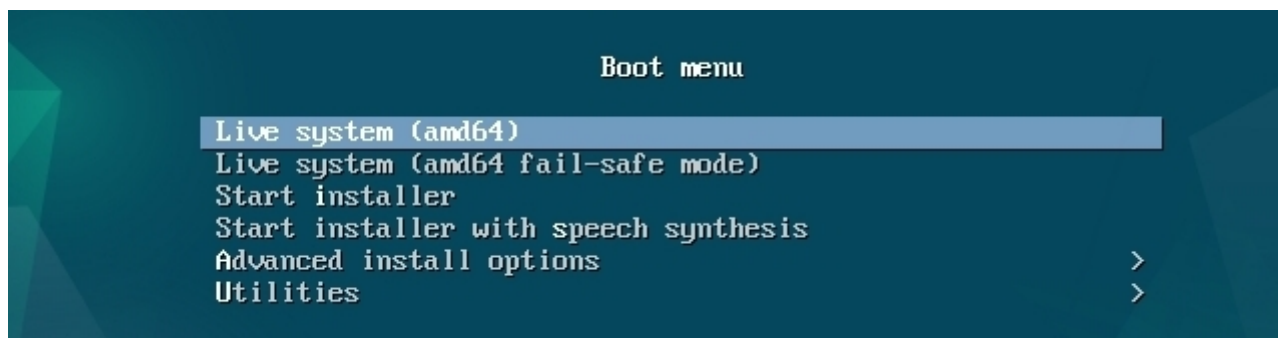 Boot menu
Live system (amd64)
Live system (amd64 fail-safe mode)
Start installer
Start installer with speech synthesis
Advanced install options >
Utilities >